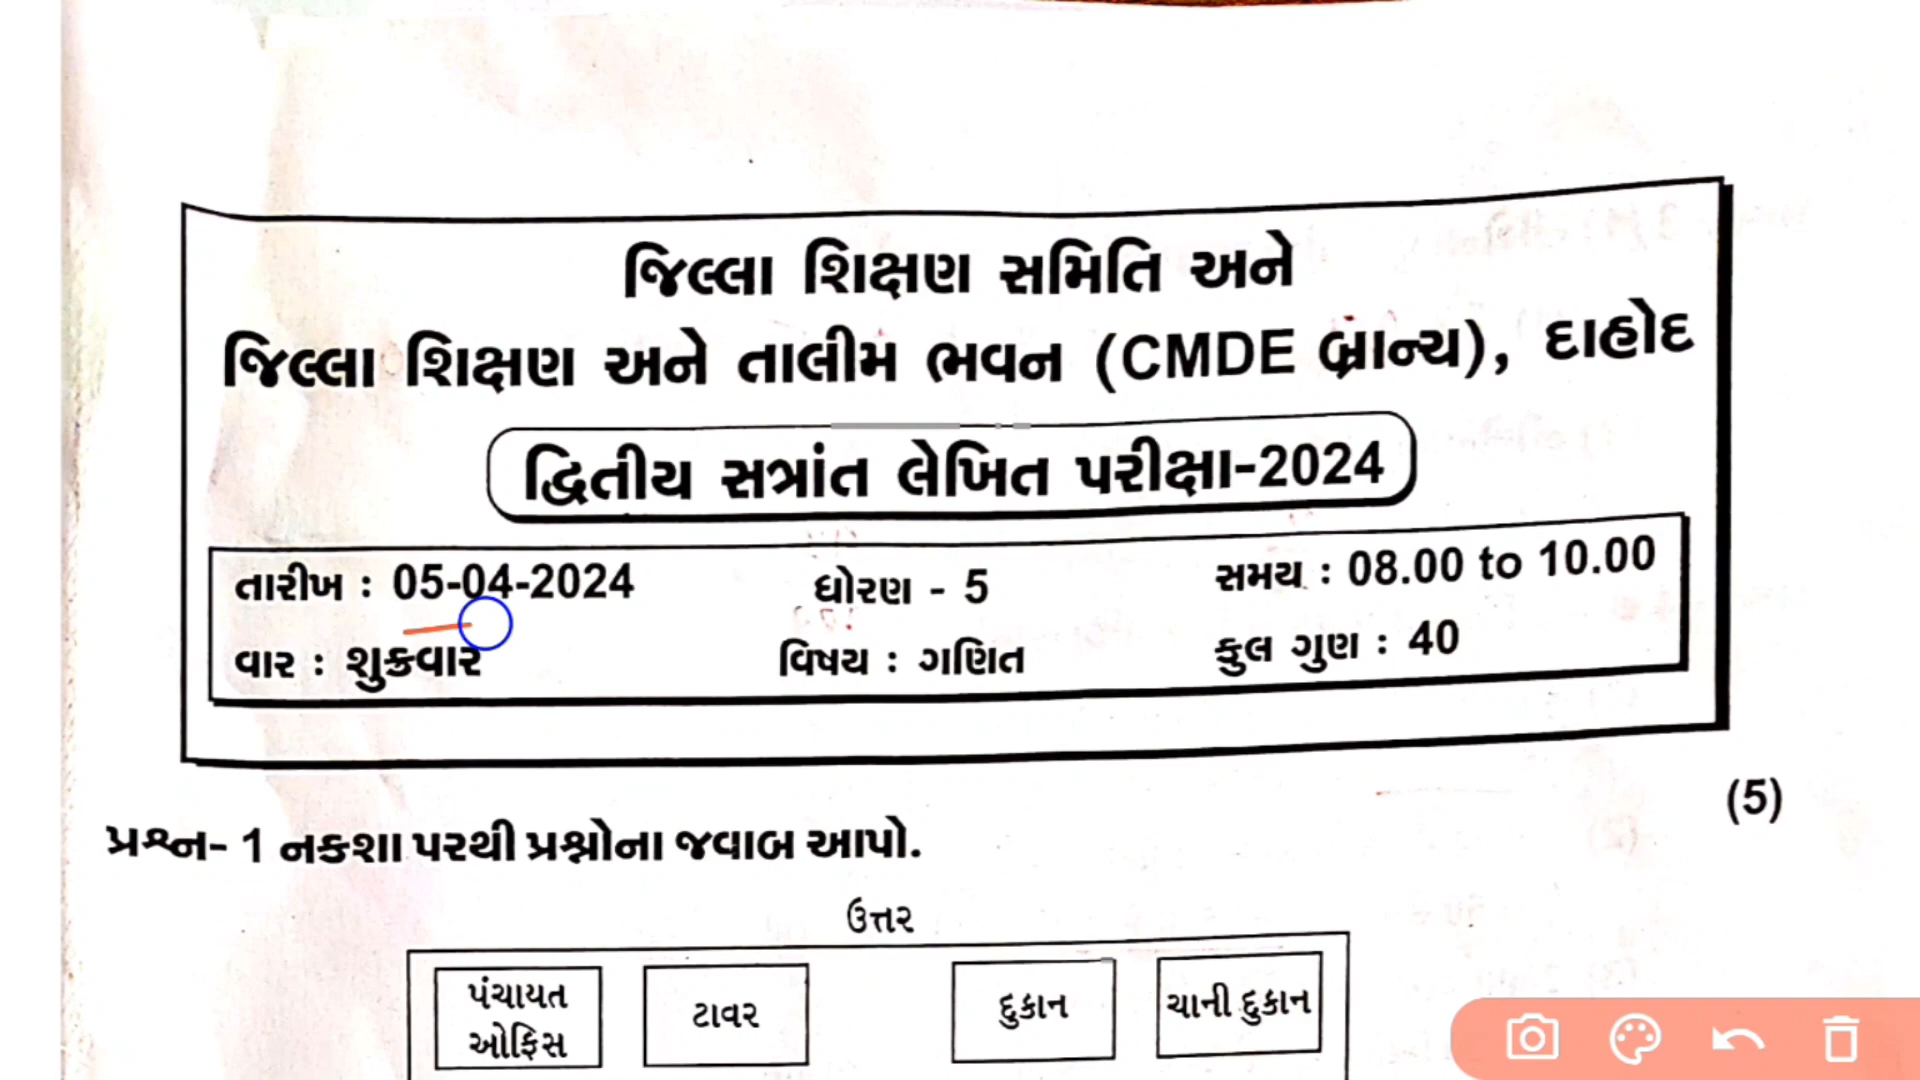 જિલ્લા શિક્ષણ સમિતિ અને
જિલ્લા શિક્ષણ અને તાલીમ ભવન (CMDE બ્રાન્ચ), દાહોદ
દ્વિતીય સત્રાંત લેખિત પરીક્ષા-2024
તારીખ : 05-04-2024 ધોરણ - 5 સમય : 08.00 to 10.00
વાર : શુક્રવાર વિષય : ગણિત કુલ ગુણ : 40
(5)
પ્રશ્ન- 1 નકશા પરથી પ્રશ્નોના જવાબ આપો.
ઉત્તર
પંચાયત ઓફિસ
ટાવર
દુકાન
ચાની દુકાન